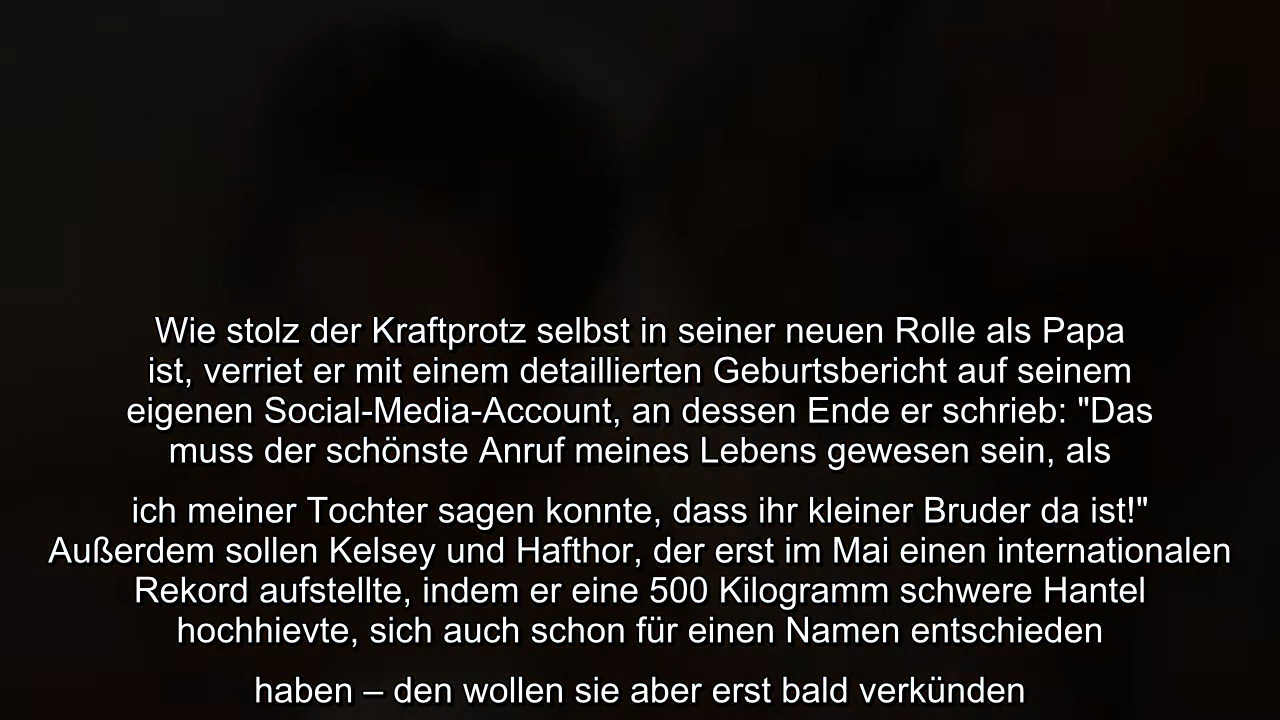 Wie stolz der Kraftprotz selbst in seiner neuen Rolle als Papa
ist, verriet er mit einem detaillierten Geburtsbericht auf seinem
eigenen Social-Media-Account, an dessen Ende er schrieb: "Das
muss der schönste Anruf meines Lebens gewesen sein, als
ich meiner Tochter sagen konnte, dass ihr kleiner Bruder da ist!"
Außerdem sollen Kelsey und Hafthor, der erst im Mai einen internationalen
Rekord aufstellte, indem er eine 500 Kilogramm schwere Hantel
hochhievte, sich auch schon für einen Namen entschieden
haben – den wollen sie aber erst bald verkünden